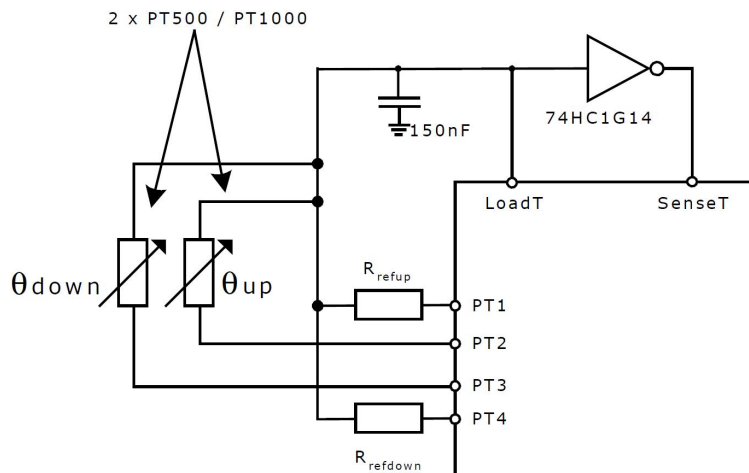 2 x PT500 / PT1000
150nF
74HC1G14
LoadT
SenseT
θdown
θup
Rrefup
PT1
PT2
PT3
PT4
Rrefdown